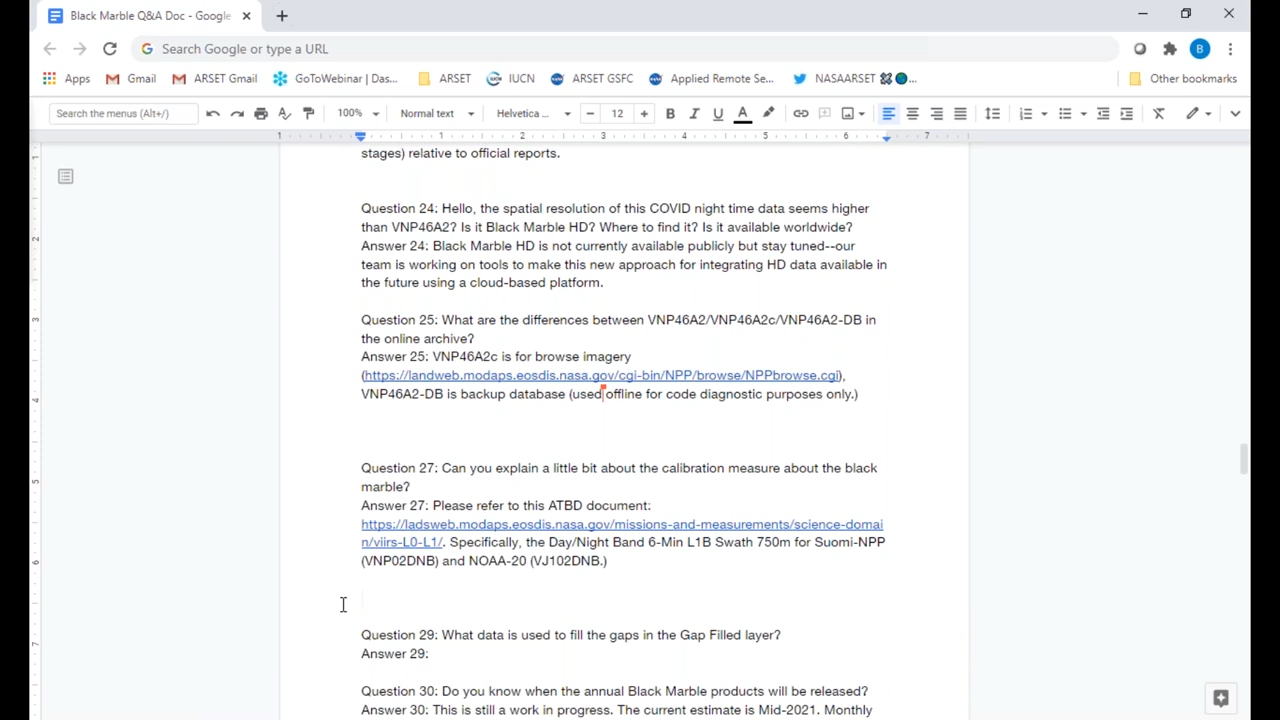 Black Marble Q&A Doc - Google
Search Google or type a URL
Apps Gmail ARSET Gmail GoToWebinar | Das... ARSET IUCN ARSET GSFC Applied Remote Se... NASAARSET Other bookmarks
Search the menus (Alt+/) 100% Normal text Helvetica ... 12 B I U A
1 1 2 3 4 5 6 7
stages) relative to official reports.
Question 24: Hello, the spatial resolution of this COVID night time data seems higher
than VNP46A2? Is it Black Marble HD? Where to find it? Is it available worldwide?
Answer 24: Black Marble HD is not currently available publicly but stay tuned--our
team is working on tools to make this new approach for integrating HD data available in
the future using a cloud-based platform.
Question 25: What are the differences between VNP46A2/VNP46A2c/VNP46A2-DB in
the online archive?
Answer 25: VNP46A2c is for browse imagery
(https://landweb.modaps.eosdis.nasa.gov/cgi-bin/NPP/browse/NPPbrowse.cgi),
VNP46A2-DB is backup database (used offline for code diagnostic purposes only.)
Question 27: Can you explain a little bit about the calibration measure about the black
marble?
Answer 27: Please refer to this ATBD document:
https://ladsweb.modaps.eosdis.nasa.gov/missions-and-measurements/science-domai
n/viirs-L0-L1/. Specifically, the Day/Night Band 6-Min L1B Swath 750m for Suomi-NPP
(VNP02DNB) and NOAA-20 (VJ102DNB.)
Question 29: What data is used to fill the gaps in the Gap Filled layer?
Answer 29:
Question 30: Do you know when the annual Black Marble products will be released?
Answer 30: This is still a work in progress. The current estimate is Mid-2021. Monthly